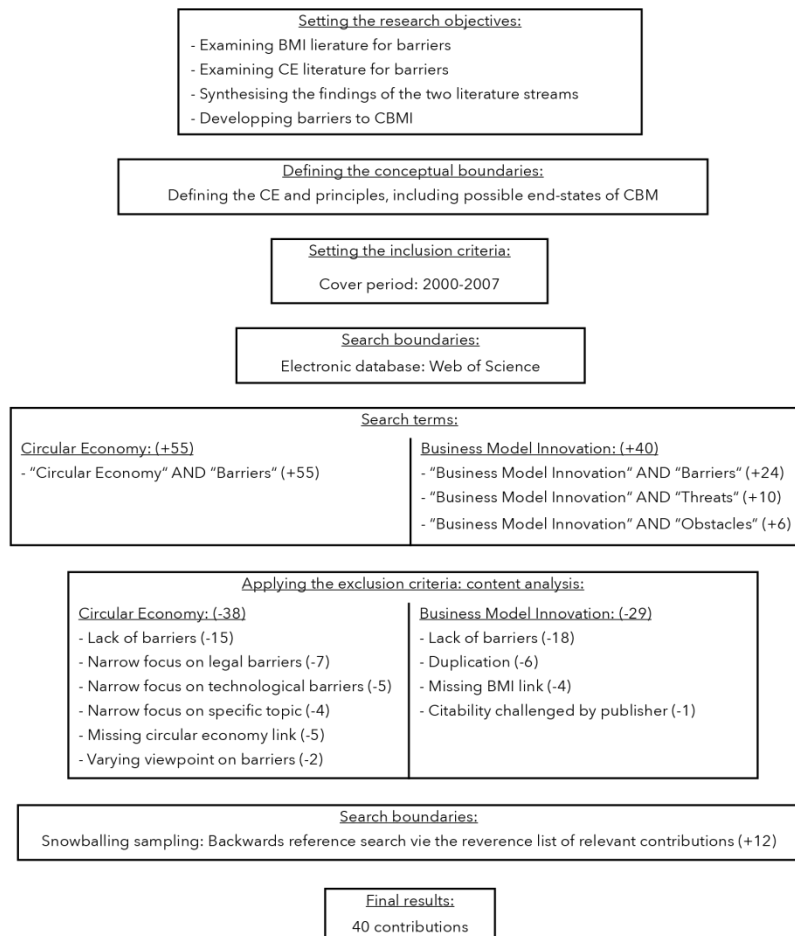 Setting the research objectives:
- Examining BMI lierature for barriers
- Examining CE literature for barriers
- Synthesising the findings of the two literature streams
- Developping barriers to CBMI
Defining the conceptual boundaries:
Defining the CE and principles, including possible end-states of CBM
Setting the inclusion criteria:
Cover period: 2000-2007
Search boundaries:
Electronic database: Web of Science
Search terms:
Circular Economy: (+55)
- “Circular Economy“ AND “Barriers“ (+55)
Business Model Innovation: (+40)
- “Business Model Innovation“ AND “Barriers“ (+24)
- “Business Model Innovation“ AND “Threats“ (+10)
- “Business Model Innovation“ AND “Obstacles“ (+6)
Applying the exclusion criteria: content analysis:
Circular Economy: (-38)
- Lack of barriers (-15)
- Narrow focus on legal barriers (-7)
- Narrow focus on technological barriers (-5)
- Narrow focus on specific topic (-4)
- Missing circular economy link (-5)
- Varying viewpoint on barriers (-2)
Business Model Innovation: (-29)
- Lack of barriers (-18)
- Duplication (-6)
- Missing BMI link (-4)
- Citability challenged by publisher (-1)
Search boundaries:
Snowballing sampling: Backwards reference search vie the reverence list of relevant contributions (+12)
Final results:
40 contributions